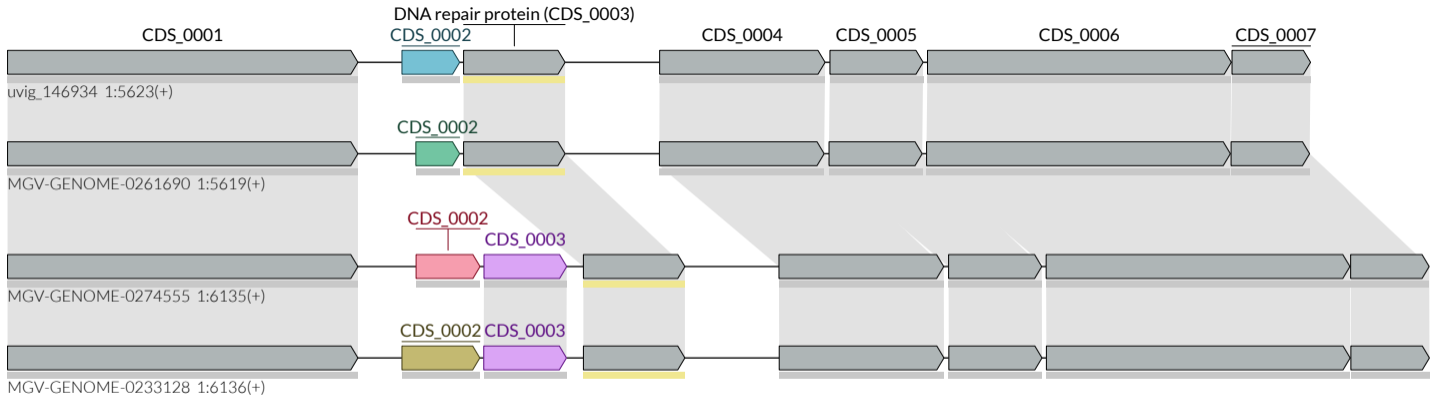 DNA repair protein (CDS_0003)
CDS_0001 CDS_0002 CDS_0004 CDS_0005 CDS_0006 CDS_0007
uvig_146934 1:5623(+)
CDS_0002
MGV-GENOME-0261690 1:5619(+)
CDS_0002
CDS_0003
MGV-GENOME-0274555 1:6135(+)
CDS_0002 CDS_0003
MGV-GENOME-0233128 1:6136(+)